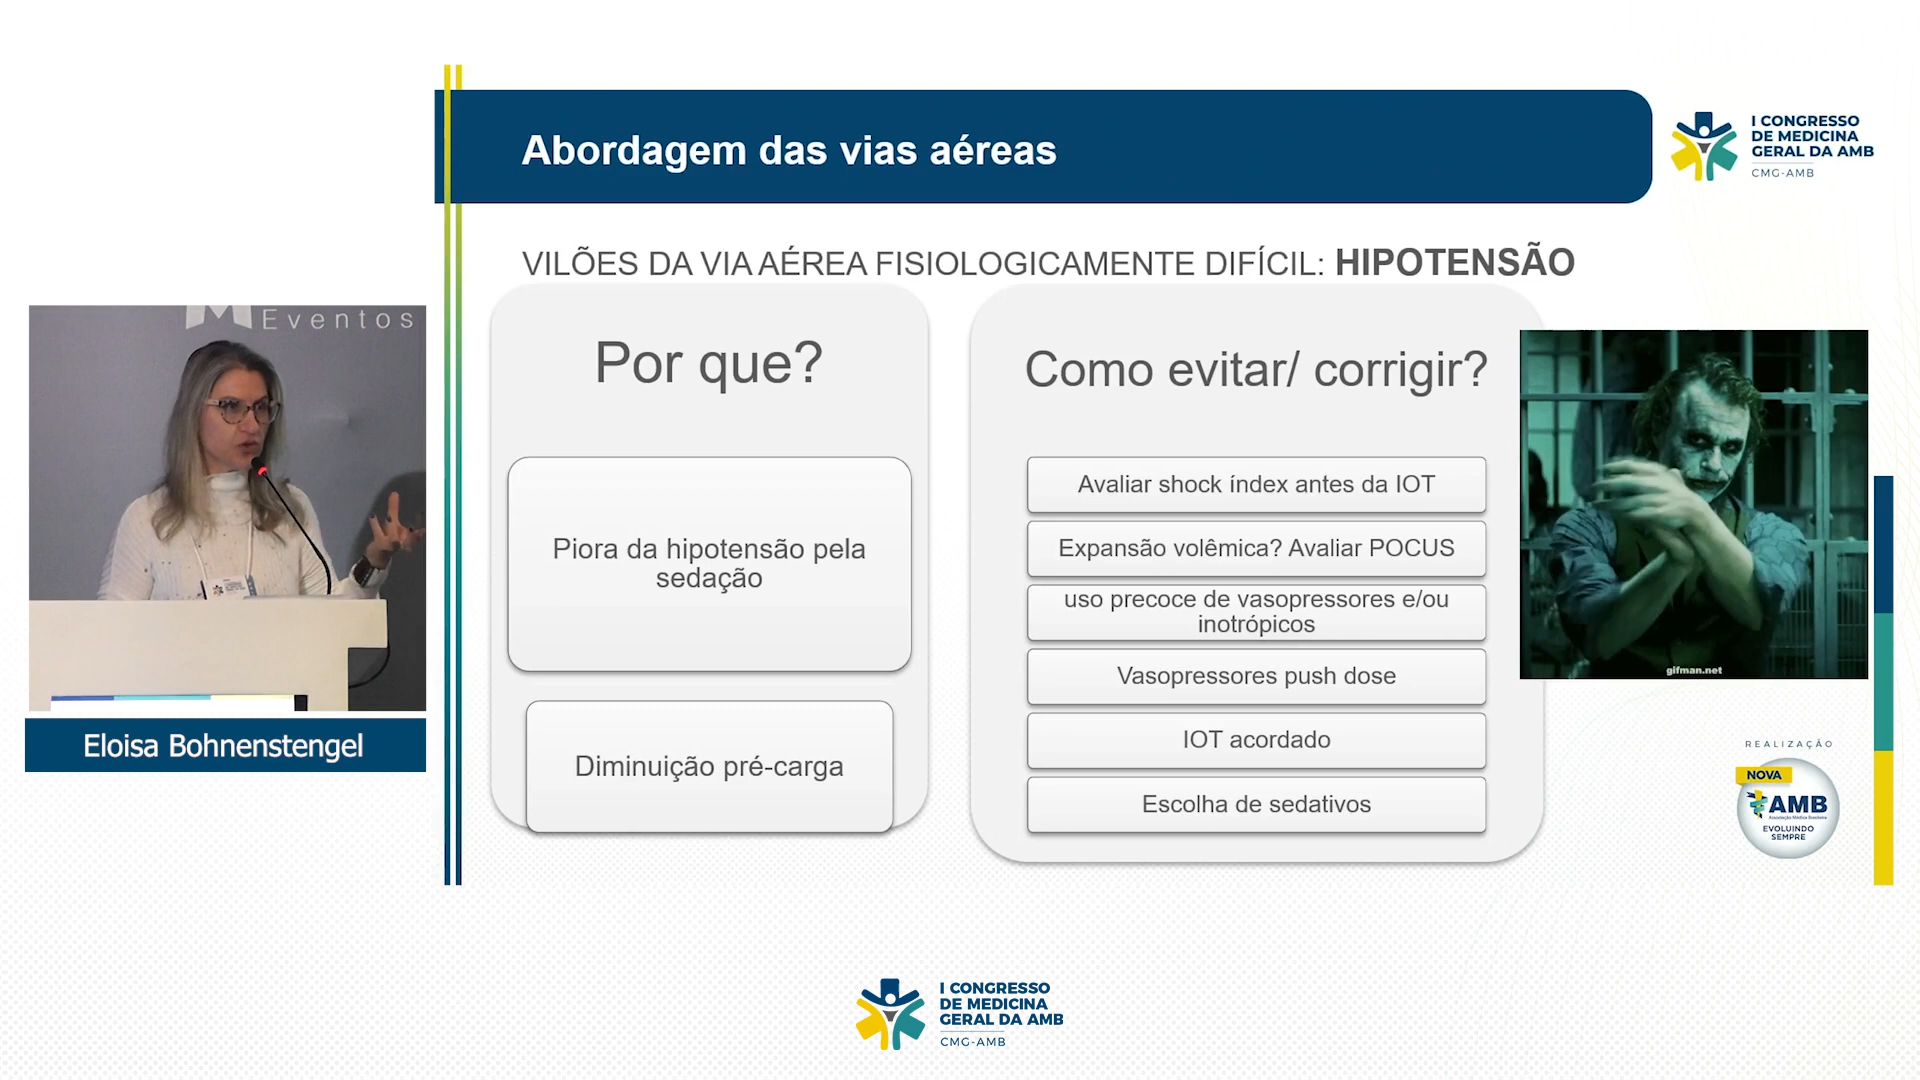 Abordagem das vias aéreas
I CONGRESSO
DE MEDICINA
GERAL DA AMB
CMG-AMB
VILÕES DA VIA AÉREA FISIOLOGICAMENTE DIFÍCIL: HIPOTENSÃO
Por que?
Piora da hipotensão pela
sedação
Diminuição pré-carga
Como evitar/ corrigir?
Avaliar shock índex antes da IOT
Expansão volêmica? Avaliar POCUS
uso precoce de vasopressores e/ou
inotrópicos
Vasopressores push dose
IOT acordado
Escolha de sedativos
gifman.net
Eventos
Eloisa Bohnenstengel
REALIZAÇÃO
NOVA
AMB
Associação Médica Brasileira
EVOLUINDO
SEMPRE
I CONGRESSO
DE MEDICINA
GERAL DA AMB
CMG-AMB